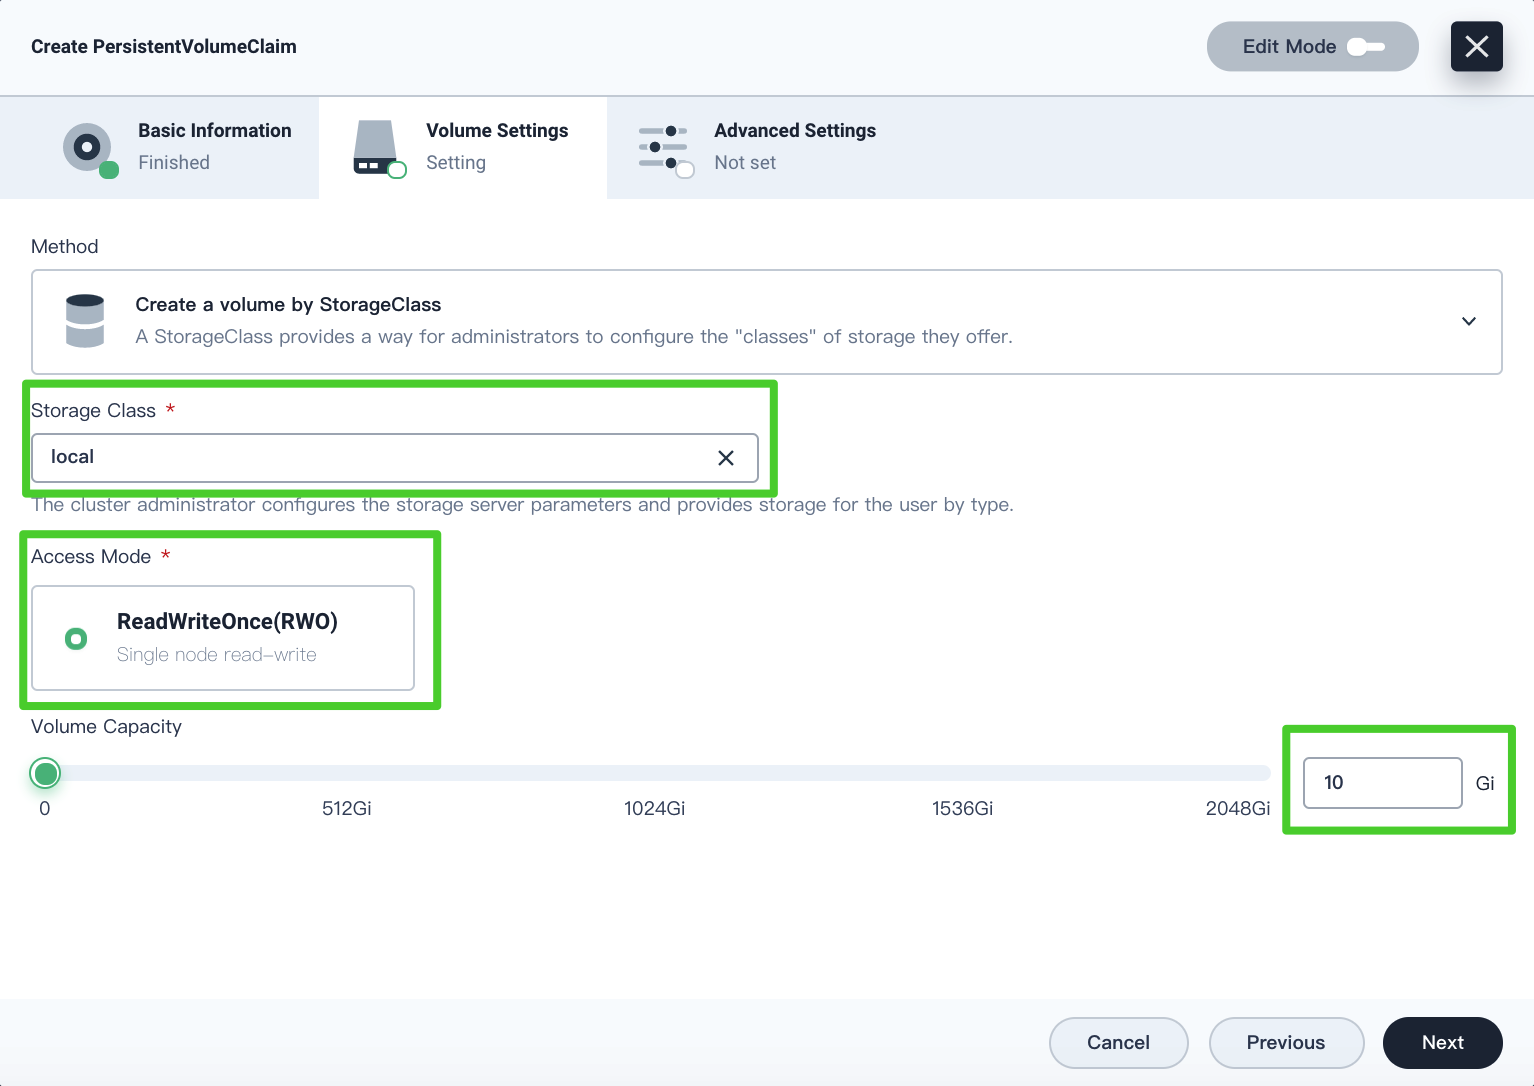 Create PersistentVolumeClaim
Edit Mode
Basic Information
Finished
Volume Settings
Setting
Advanced Settings
Not set
Method
Create a volume by StorageClass
A StorageClass provides a way for administrators to configure the "classes" of storage they offer.
Storage Class *
local
The cluster administrator configures the storage server parameters and provides storage for the user by type.
Access Mode *
ReadWriteOnce(RWO)
Single node read-write
Volume Capacity
0 512Gi 1024Gi 1536Gi 2048Gi
10 Gi
Cancel Previous Next